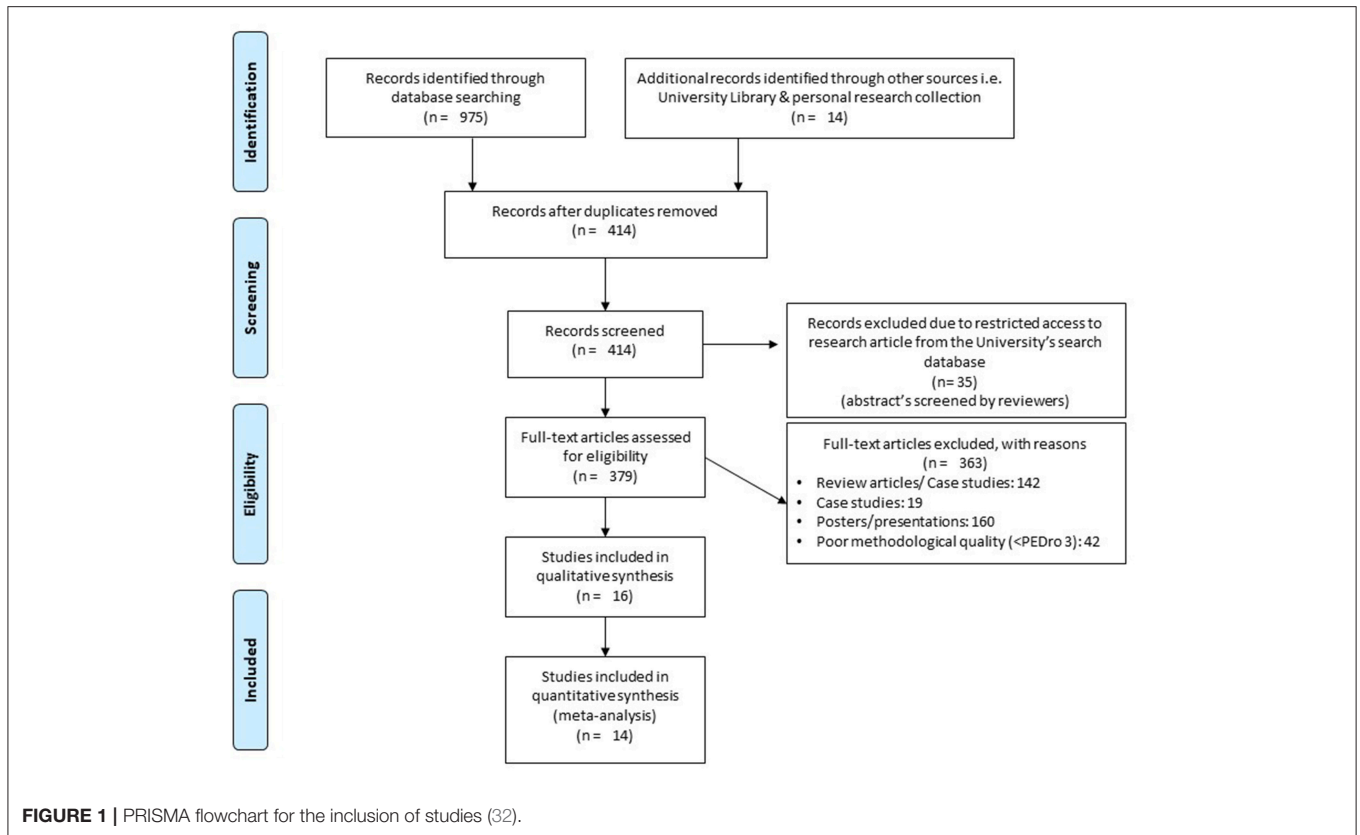 Identification
Records identified through
database searching
(n = 975)
Additional records identified through other sources i.e.
University Library & personal research collection
(n = 14)
Records after duplicates removed
(n = 414)
Screening
Records screened
(n = 414)
Records excluded due to restricted access to
research article from the University's search
database
(n= 35)
(abstract's screened by reviewers)
Eligibility
Full-text articles assessed
for eligibility
(n = 379)
Full-text articles excluded, with reasons
(n = 363)
• Review articles/ Case studies: 142
• Case studies: 19
• Posters/presentations: 160
• Poor methodological quality (<PEDro 3): 42
Studies included in
qualitative synthesis
(n = 16)
Included
Studies included in
quantitative synthesis
(meta-analysis)
(n = 14)
FIGURE 1 | PRISMA flowchart for the inclusion of studies (32).